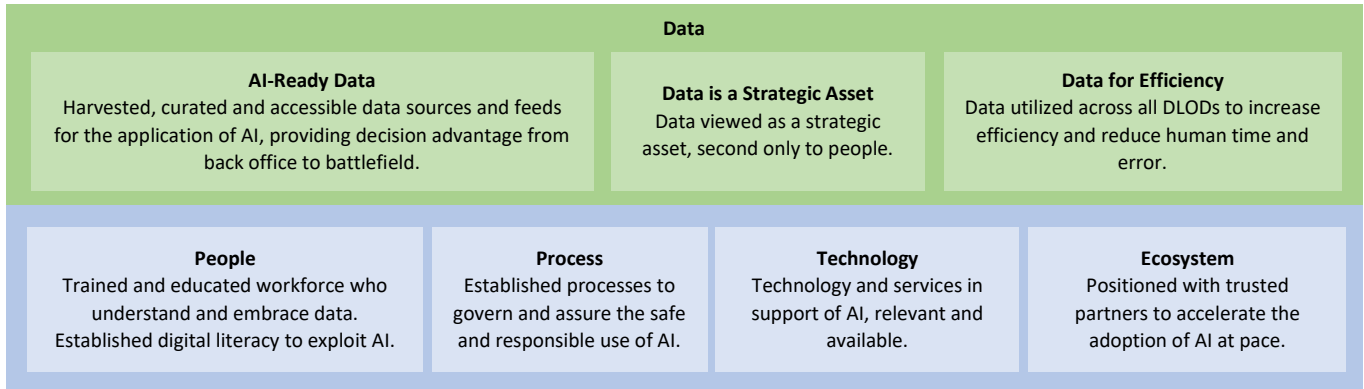 Data
AI-Ready Data
Harvested, curated and accessible data sources and feeds
for the application of AI, providing decision advantage from
back office to battlefield.
Data is a Strategic Asset
Data viewed as a strategic
asset, second only to people.
Data for Efficiency
Data utilized across all DLODs to increase
efficiency and reduce human time and
error.
People
Trained and educated workforce who
understand and embrace data.
Established digital literacy to exploit AI.
Process
Established processes to
govern and assure the safe
and responsible use of AI.
Technology
Technology and services in
support of AI, relevant and
available.
Ecosystem
Positioned with trusted
partners to accelerate the
adoption of AI at pace.